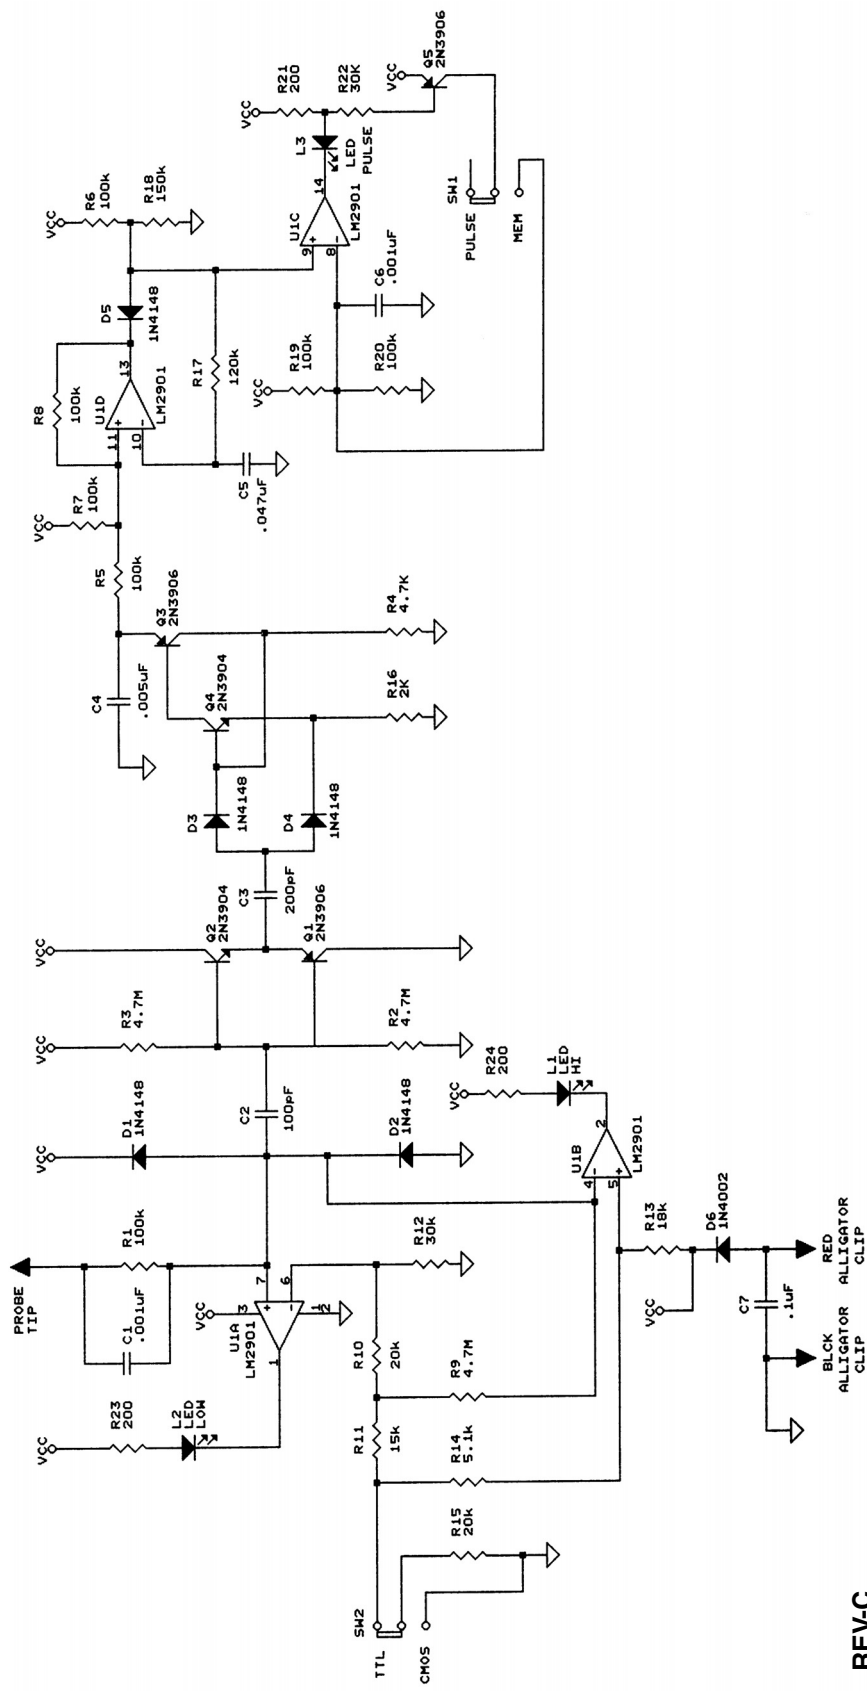 VCC
Q5
2N3906
R21
200
R22
30K
VCC
VCC
R6
100k
R18
150k
L3
LED
PULSE
14
U1C
LM2901
9
+
8
-
SW1
PULSE
MEM
D5
1N4148
C6
.001uF
R17
120k
VCC
R19
100k
R20
100k
R8
100k
U1D
13
LM2901
11
+
10
-
C5
.047uF
VCC
R7
100k
R5
100k
Q3
2N3906
R4
4.7K
C4
.005uF
Q4
2N3904
R16
2K
D3
1N4148
D4
1N4148
C3
200pF
VCC
Q2
2N3904
Q1
2N3906
VCC
R3
4.7M
R2
4.7M
VCC
R24
200
L1
LED
HI
C2
100pF
VCC
D1
1N4148
D2
1N4148
U1B
2
LM2901
4
-
5
+
PROBE
TIP
R1
100k
C1
.001uF
R12
30k
R13
18k
D6
1N4002
RED
ALLIGATOR
CLIP
VCC
7
+
6
-
3
12
U1A
LM2901
1
VCC
C7
.1uF
BLCK
ALLIGATOR
CLIP
R10
20k
R9
4.7M
VCC
R23
200
L2
LED
LOW
R11
15k
R14
5.1k
R15
20k
SW2
TTL
CMOS
REV-C